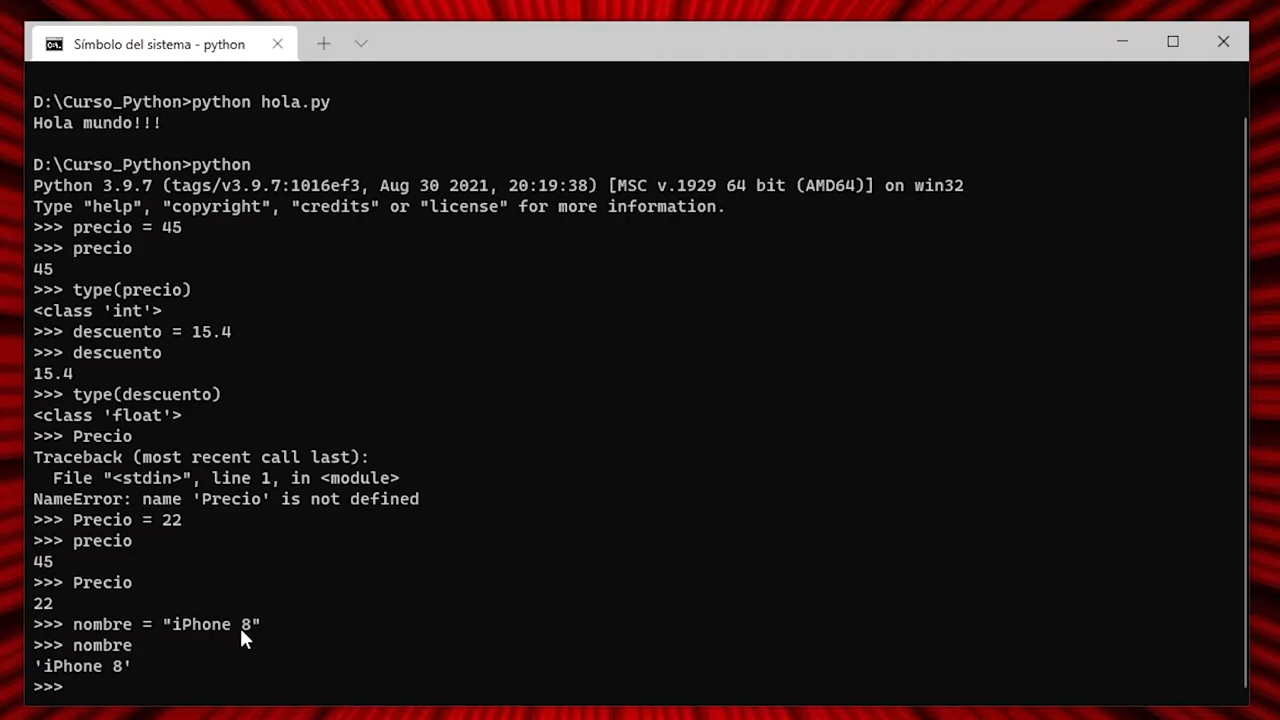 Símbolo del sistema - python
D:\Curso_Python>python hola.py
Hola mundo!!!
D:\Curso_Python>python
Python 3.9.7 (tags/v3.9.7:1016ef3, Aug 30 2021, 20:19:38) [MSC v.1929 64 bit (AMD64)] on win32
Type "help", "copyright", "credits" or "license" for more information.
>>> precio = 45
>>> precio
45
>>> type(precio)
<class 'int'>
>>> descuento = 15.4
>>> descuento
15.4
>>> type(descuento)
<class 'float'>
>>> Precio
Traceback (most recent call last):
  File "<stdin>", line 1, in <module>
NameError: name 'Precio' is not defined
>>> Precio = 22
>>> precio
45
>>> Precio
22
>>> nombre = "iPhone 8"
>>> nombre
'iPhone 8'
>>>